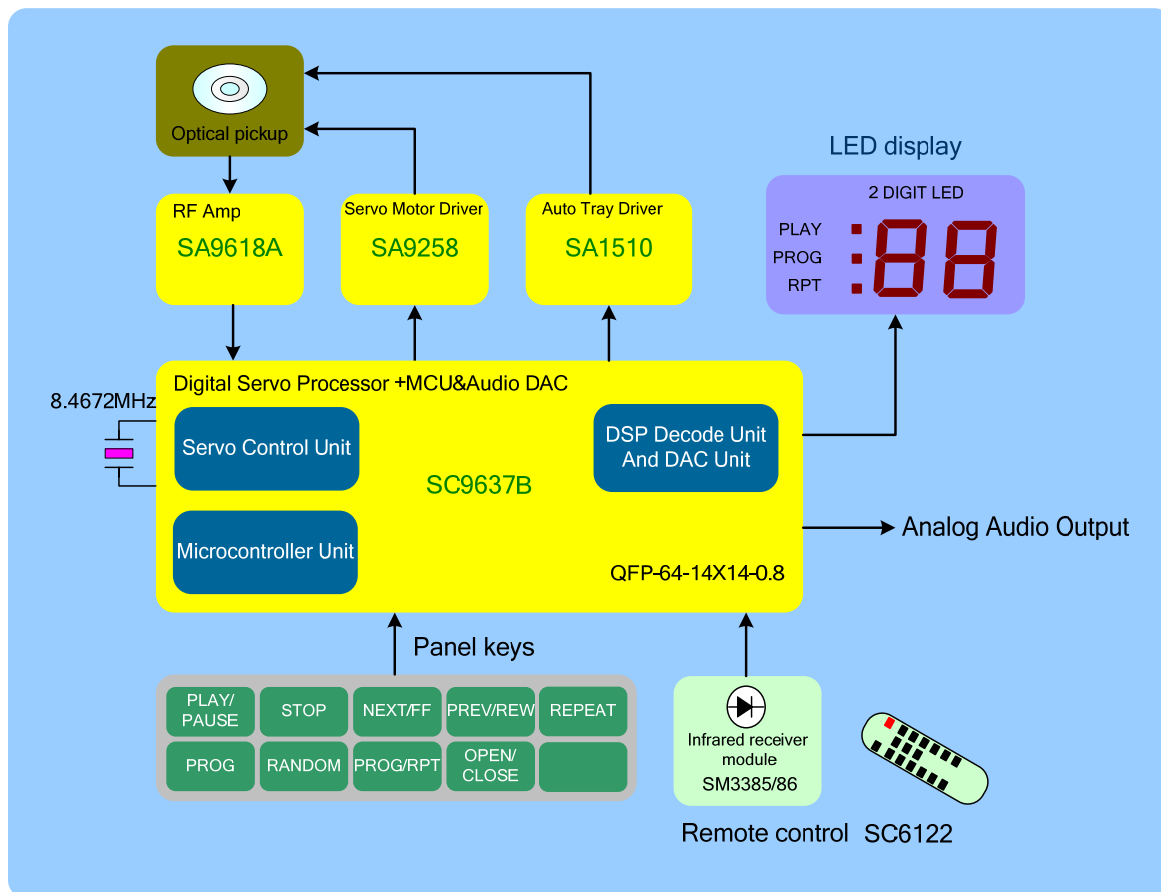 Optical pickup
RF Amp
SA9618A
Servo Motor Driver
SA9258
Auto Tray Driver
SA1510
LED display
2 DIGIT LED
PLAY
PROG
RPT
:88
8.4672MHz
Digital Servo Processor +MCU&Audio DAC
Servo Control Unit
DSP Decode Unit
And DAC Unit
SC9637B
Microcontroller Unit
QFP-64-14X14-0.8
Analog Audio Output
Panel keys
PLAY/
PAUSE
STOP
NEXT/FF
PREV/REW
REPEAT
PROG
RANDOM
PROG/RPT
OPEN/
CLOSE
Infrared receiver
module
SM3385/86
Remote control SC6122